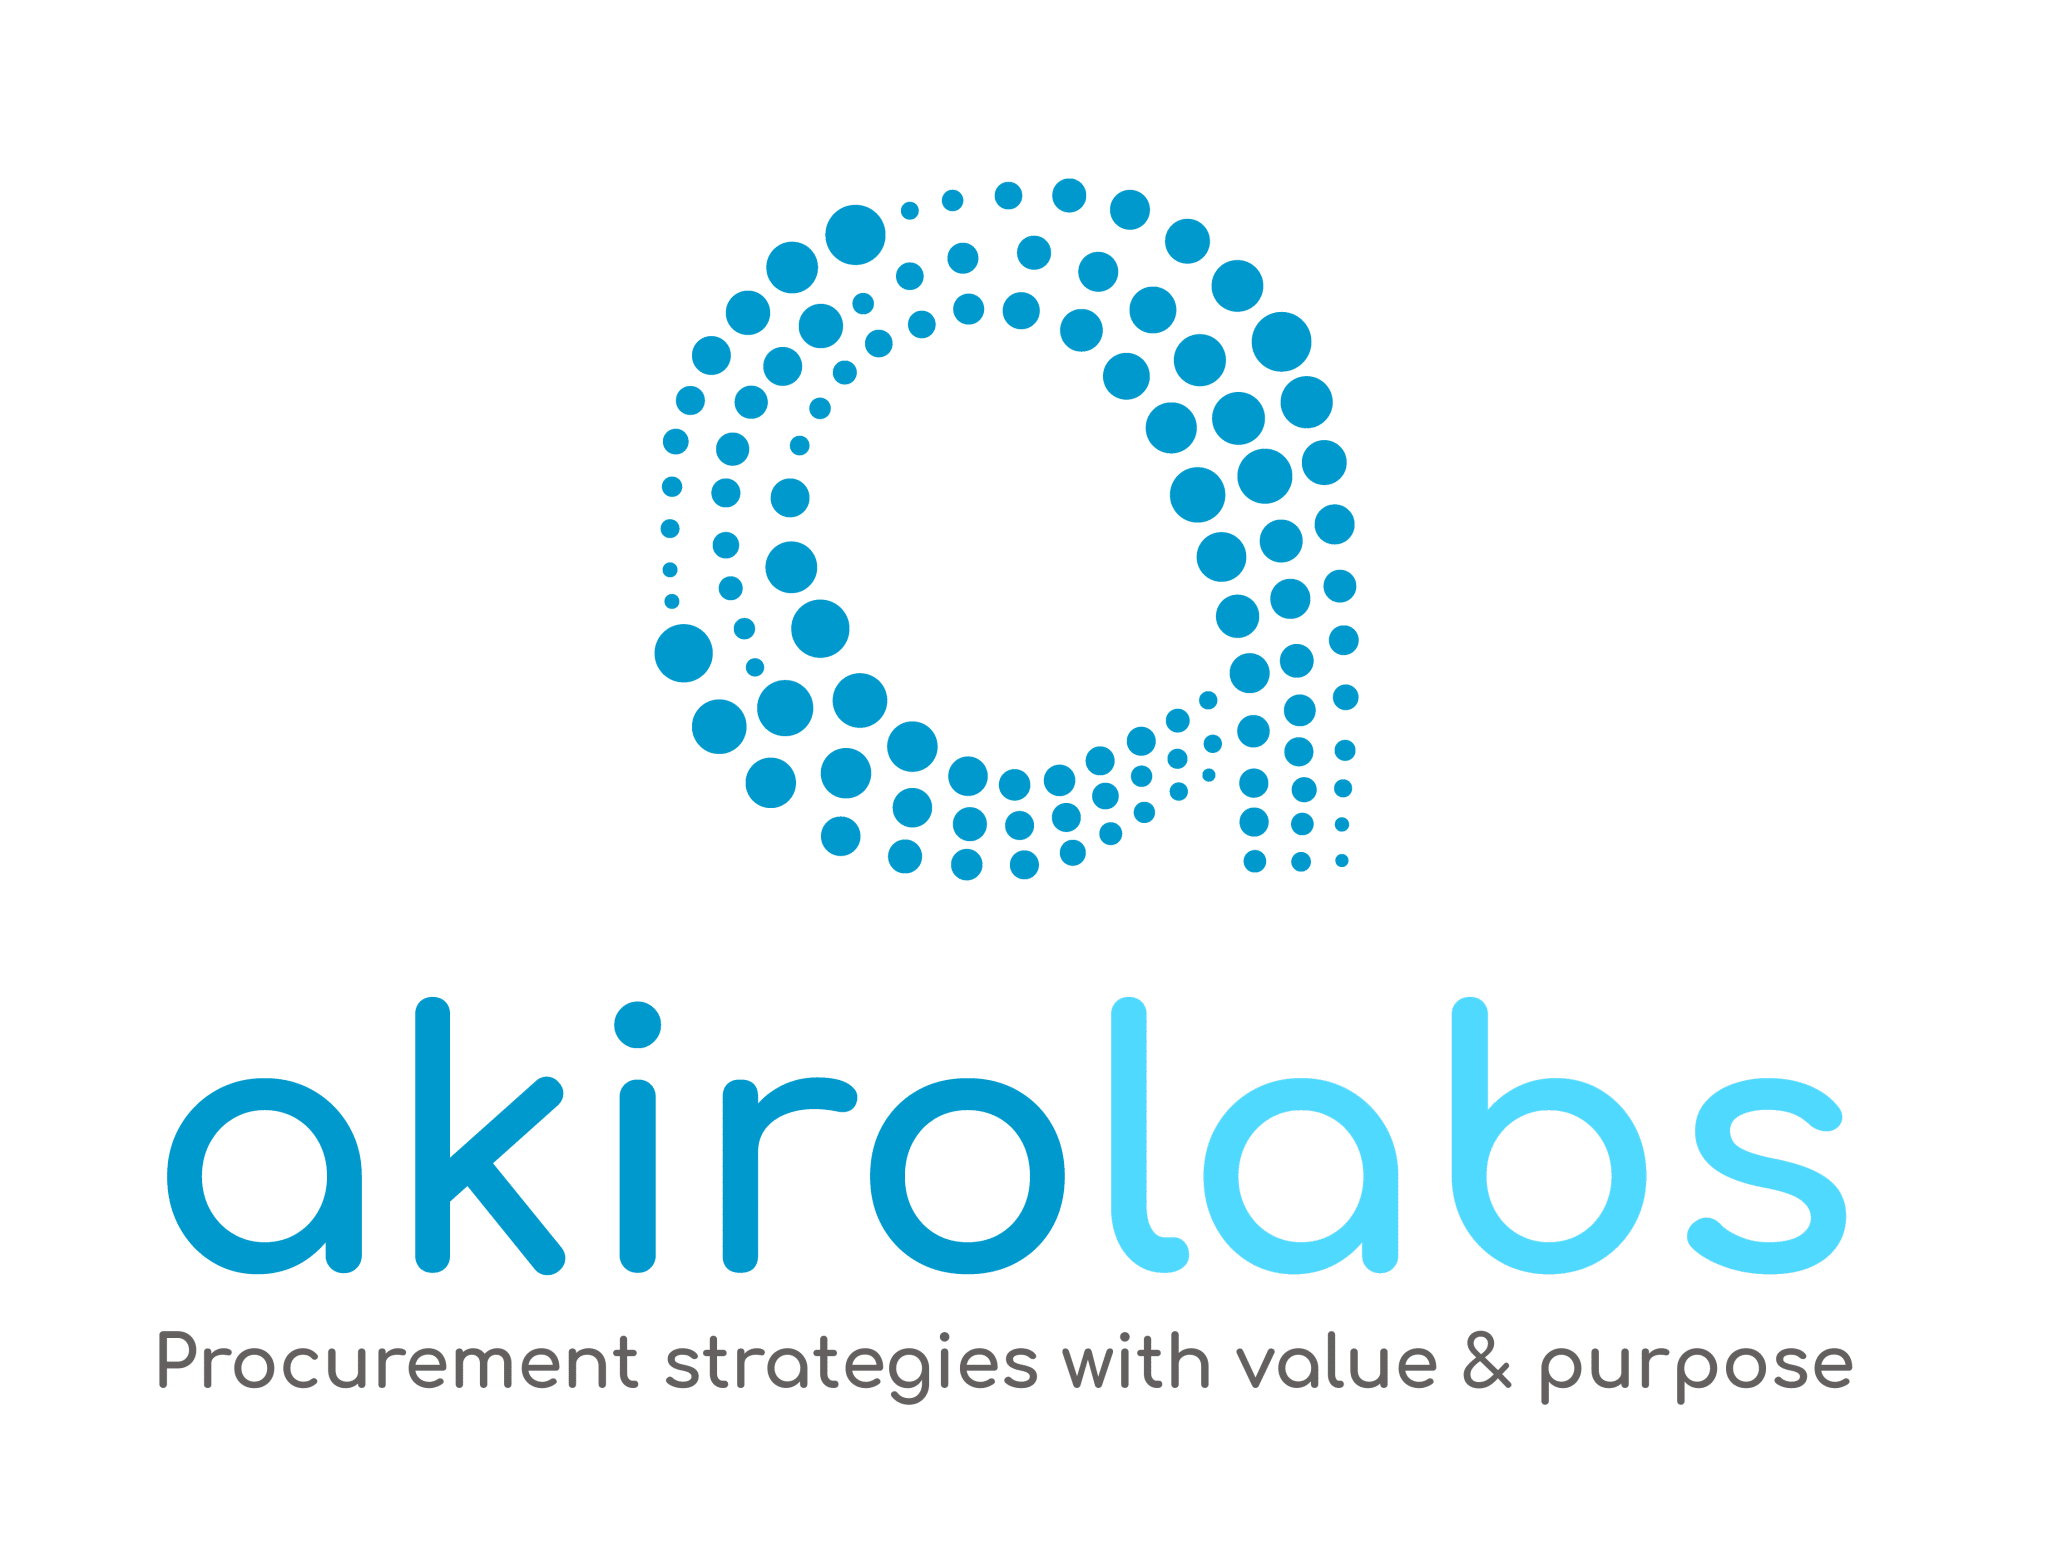 akirolabs
Procurement strategies with value & purpose